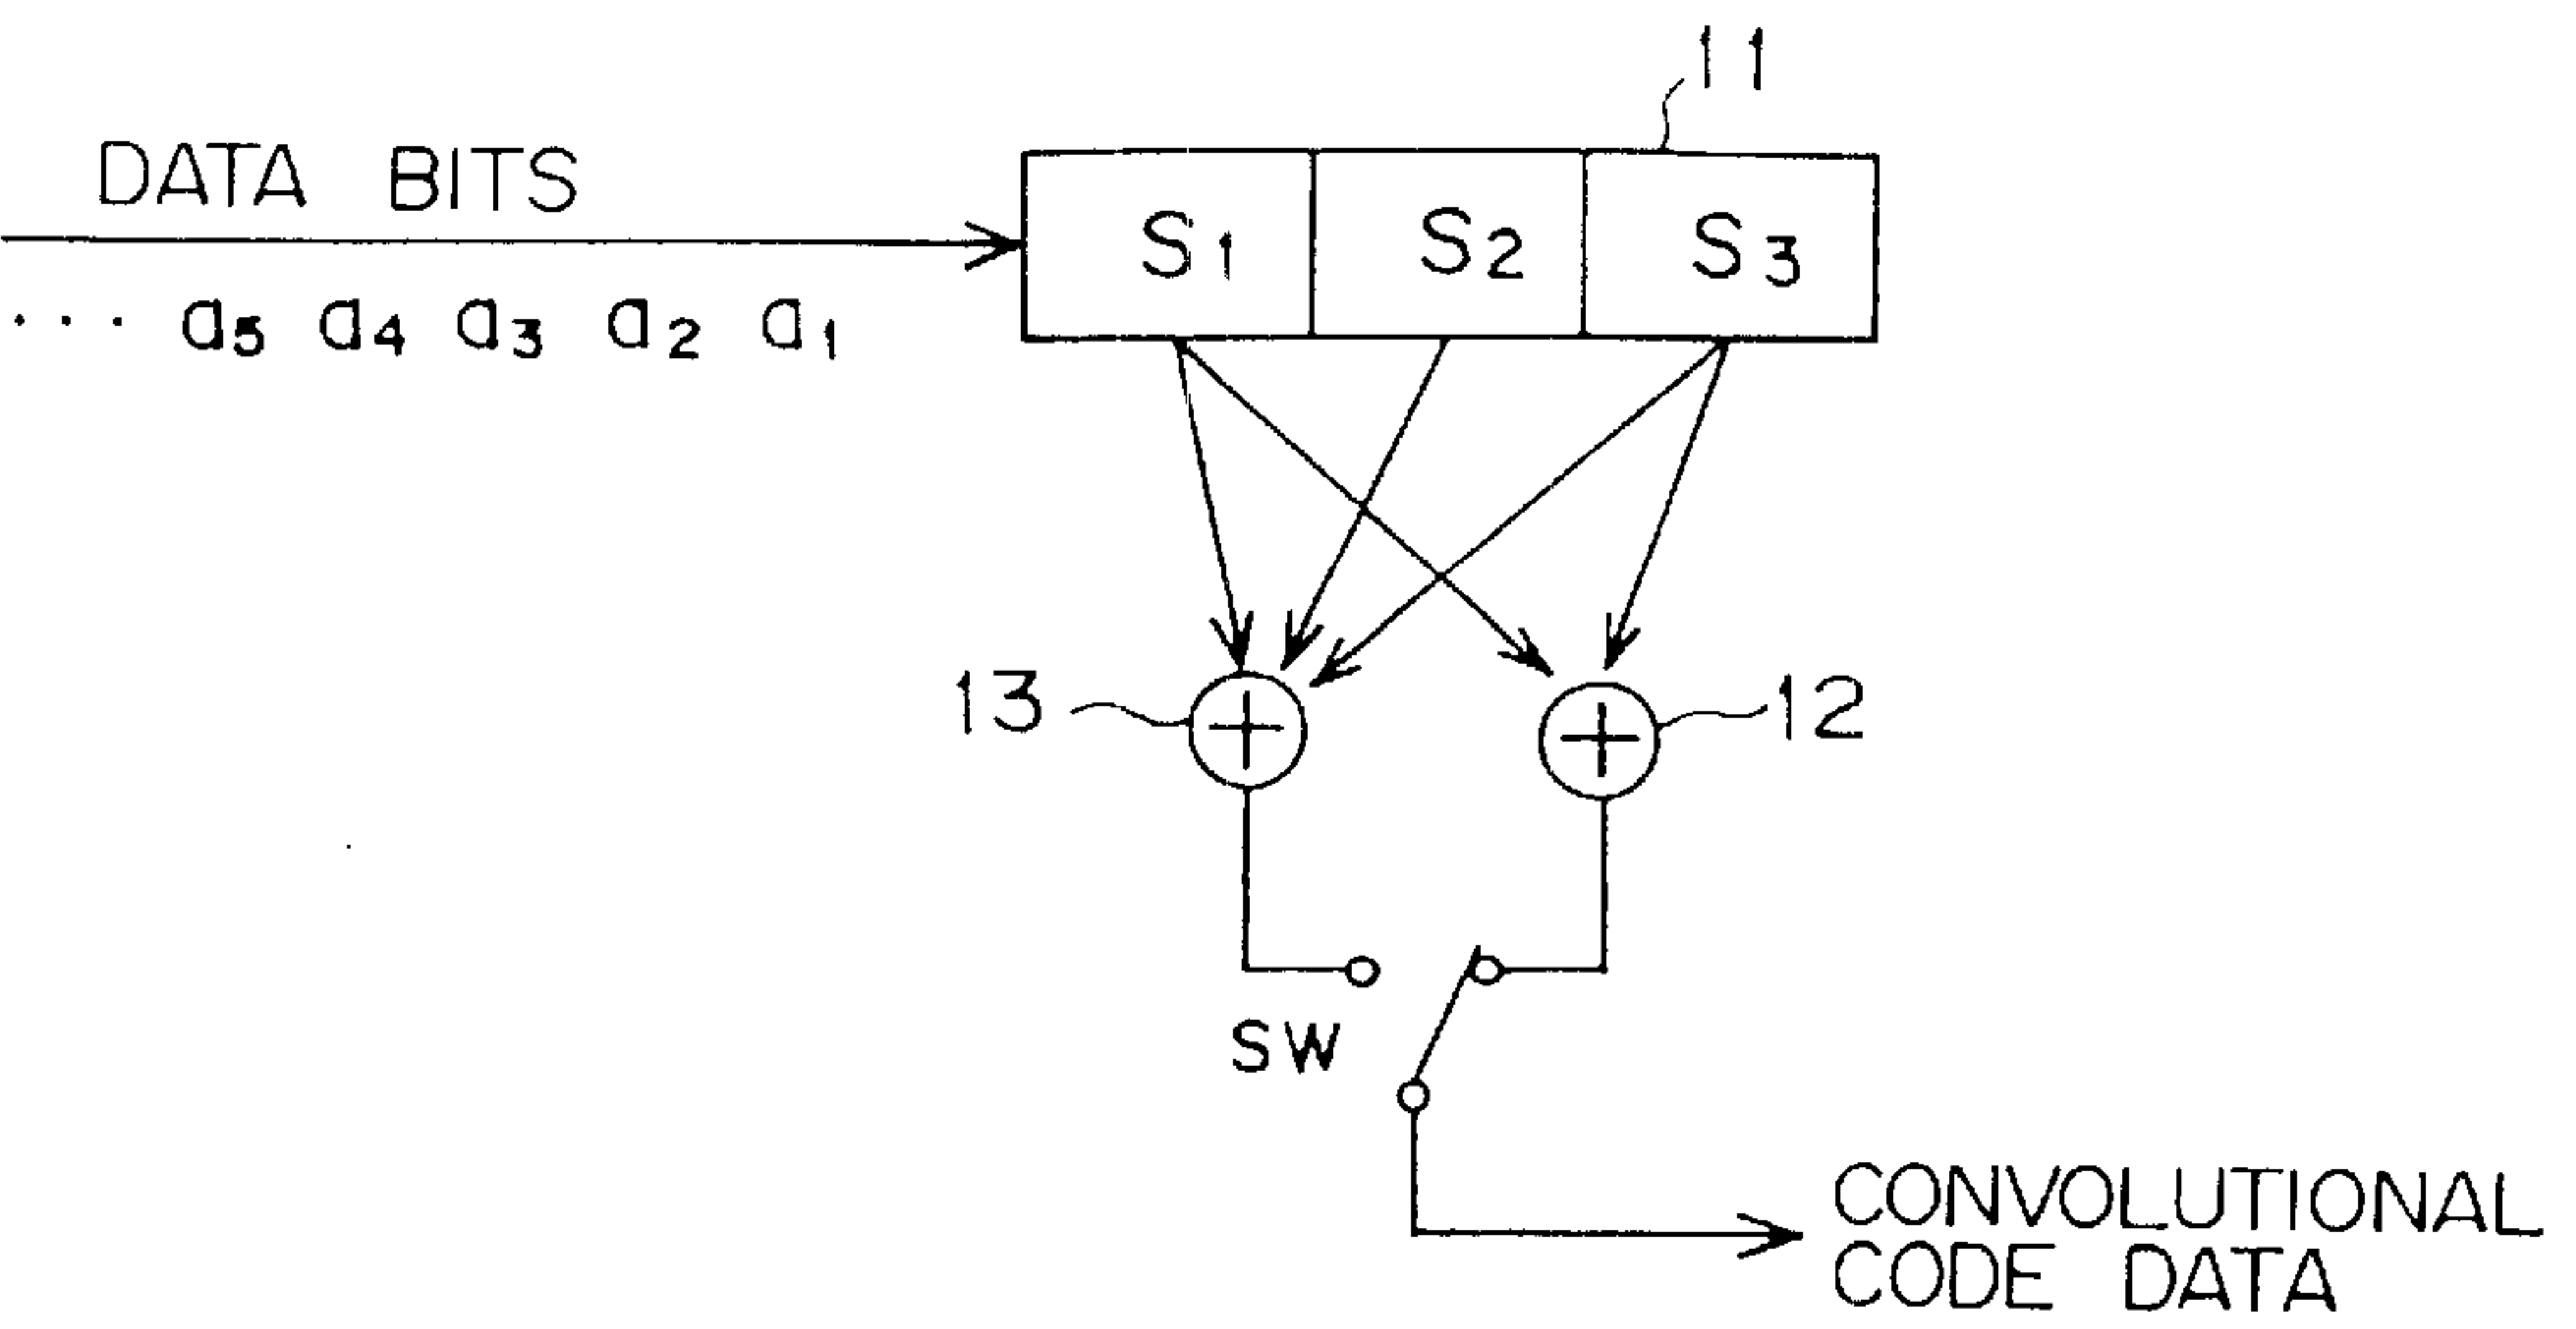 11
DATA BITS
S1 S2 S3
... a5 a4 a3 a2 a1
13
12
SW
CONVOLUTIONAL
CODE DATA